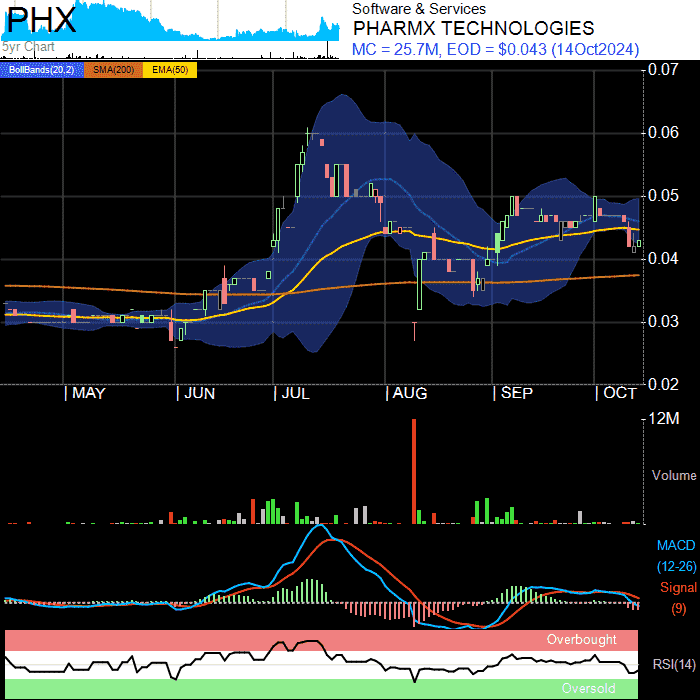 PHX
5yr Chart
Software & Services
PHARMX TECHNOLOGIES
MC = 25.7M, EOD = $0.043 (14Oct2024)
BollBands(20,2) SMA(200) EMA(50)
0.07
0.06
0.05
0.04
0.03
0.02
| MAY | JUN | JUL | AUG | SEP | OCT
12M
Volume
MACD
(12-26)
Signal
(9)
Overbought
RSI(14)
Oversold